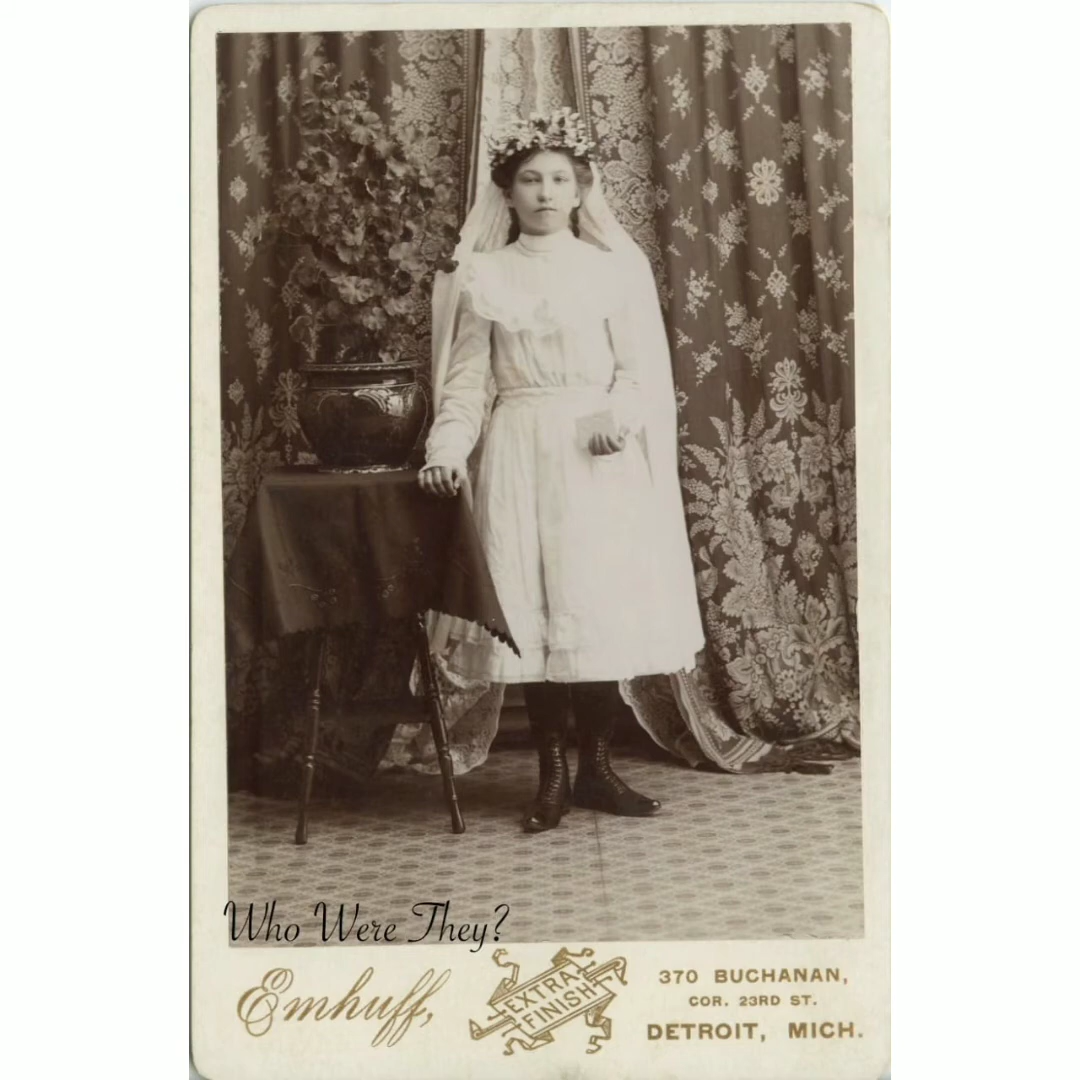 Who Were They?
Emhuff,
EXTRA
FINISH
370 BUCHANAN,
COR. 23RD ST.
DETROIT, MICH.